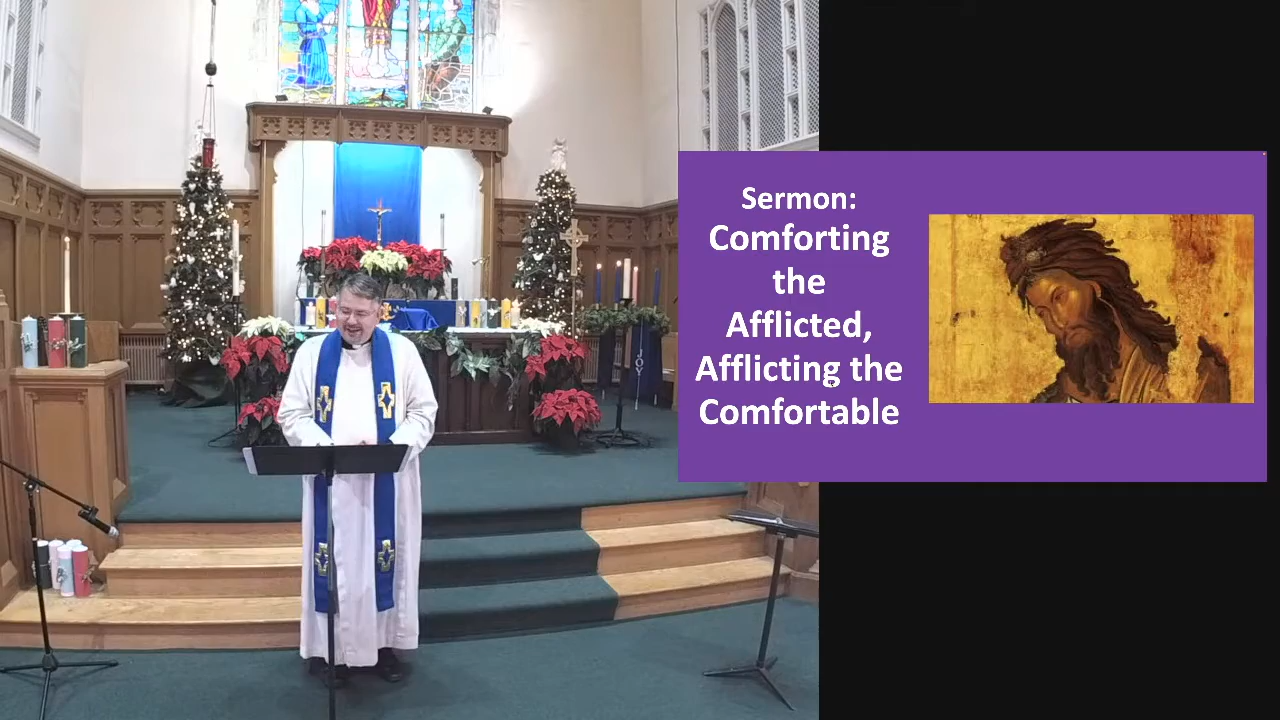 Sermon:
Comforting
the
Afflicted,
Afflicting the
Comfortable
JOY